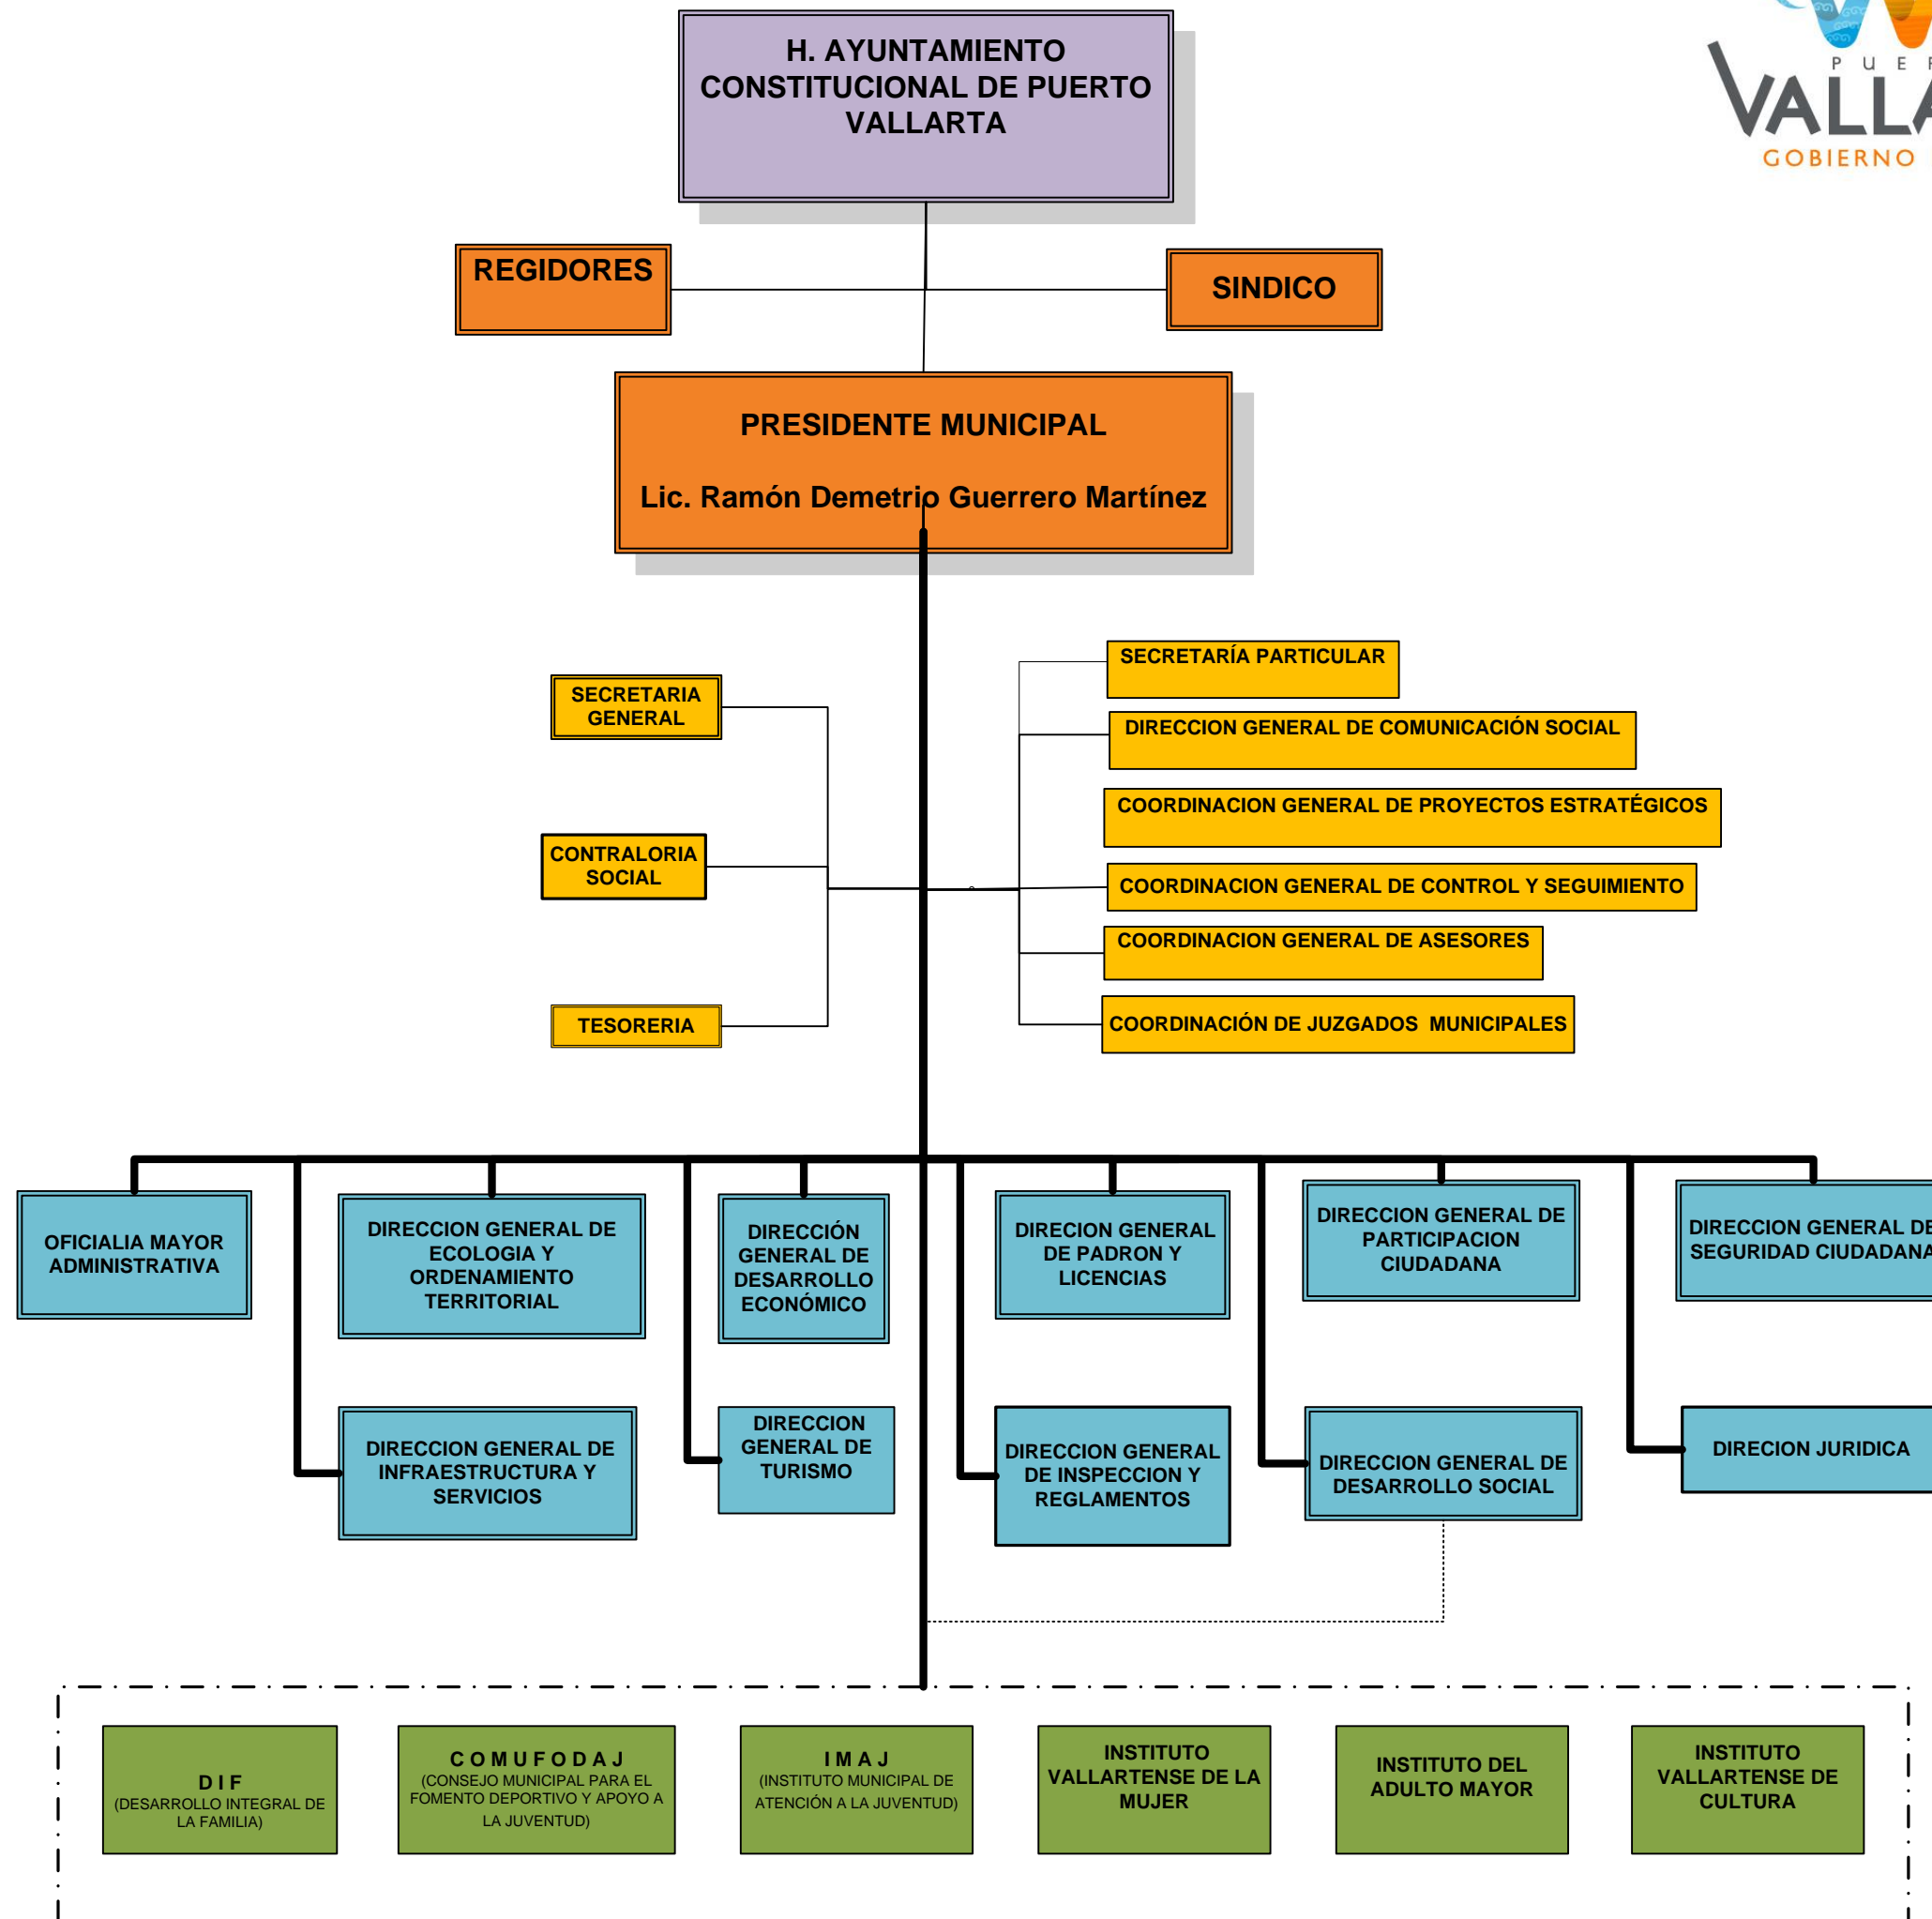 H. AYUNTAMIENTO
CONSTITUCIONAL DE PUERTO
VALLARTA
GOBIERNO
REGIDORES
SINDICO
PRESIDENTE MUNICIPAL
Lic. Ramón Demetrio Guerrero Martínez
SECRETARIA
GENERAL
CONTRALORIA
SOCIAL
TESORERIA
SECRETARÍA PARTICULAR
DIRECCION GENERAL DE COMUNICACIÓN SOCIAL
COORDINACION GENERAL DE PROYECTOS ESTRATÉGICOS
COORDINACION GENERAL DE CONTROL Y SEGUIMIENTO
COORDINACION GENERAL DE ASESORES
COORDINACIÓN DE JUZGADOS MUNICIPALES
OFICIALIA MAYOR
ADMINISTRATIVA
DIRECCION GENERAL DE
ECOLOGIA Y
ORDENAMIENTO
TERRITORIAL
DIRECCIÓN
GENERAL DE
DESARROLLO
ECONÓMICO
DIRECION GENERAL
DE PADRON Y
LICENCIAS
DIRECCION GENERAL DE
PARTICIPACION
CIUDADANA
DIRECCION GENERAL DE
SEGURIDAD CIUDADANA
DIRECCION GENERAL DE
INFRAESTRUCTURA Y
SERVICIOS
DIRECCION
GENERAL DE
TURISMO
DIRECCION GENERAL
DE INSPECCION Y
REGLAMENTOS
DIRECCION GENERAL DE
DESARROLLO SOCIAL
DIRECION JURIDICA
D I F
(DESARROLLO INTEGRAL DE
LA FAMILIA)
C O M U F O D A J
(CONSEJO MUNICIPAL PARA EL
FOMENTO DEPORTIVO Y APOYO A
LA JUVENTUD)
I M A J
(INSTITUTO MUNICIPAL DE
ATENCIÓN A LA JUVENTUD)
INSTITUTO
VALLARTENSE DE LA
MUJER
INSTITUTO DEL
ADULTO MAYOR
INSTITUTO
VALLARTENSE DE
CULTURA